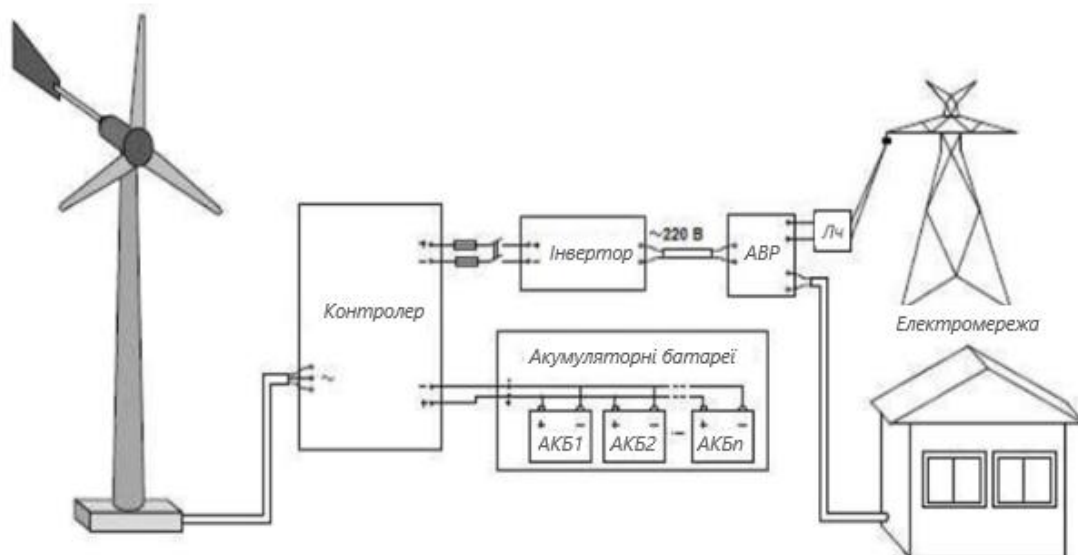 ~220 В
Інвертор
АВР
Лч
Контролер
Електромережа
Акумуляторні батареї
~
+ − + − + −
АКБ1 АКБ2 АКБn